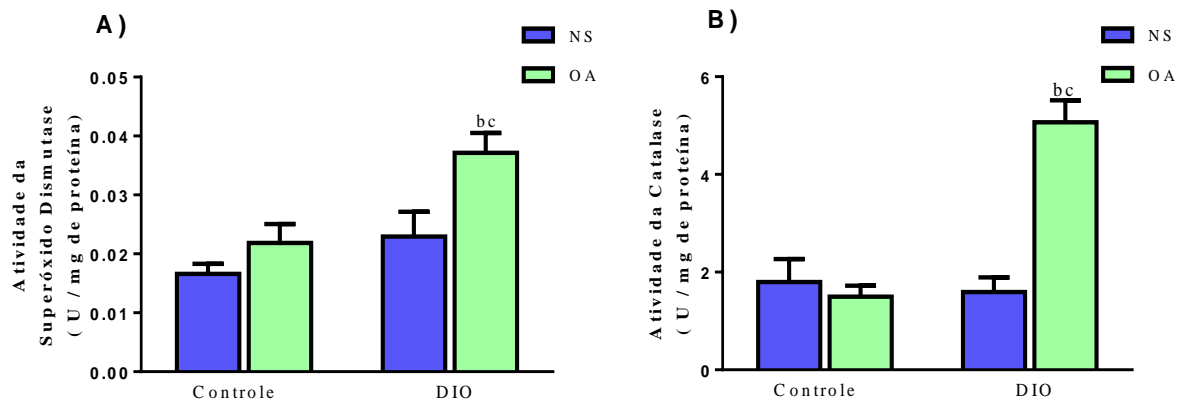 A)
NS
OA
Atividade da
Superóxido Dismutase
(U/mg de proteína)
0.05
0.04
0.03
0.02
0.01
0.00
bc
Controle
DIO
B)
NS
OA
Atividade da Catalase
(U/mg de proteína)
6
4
2
0
bc
Controle
DIO